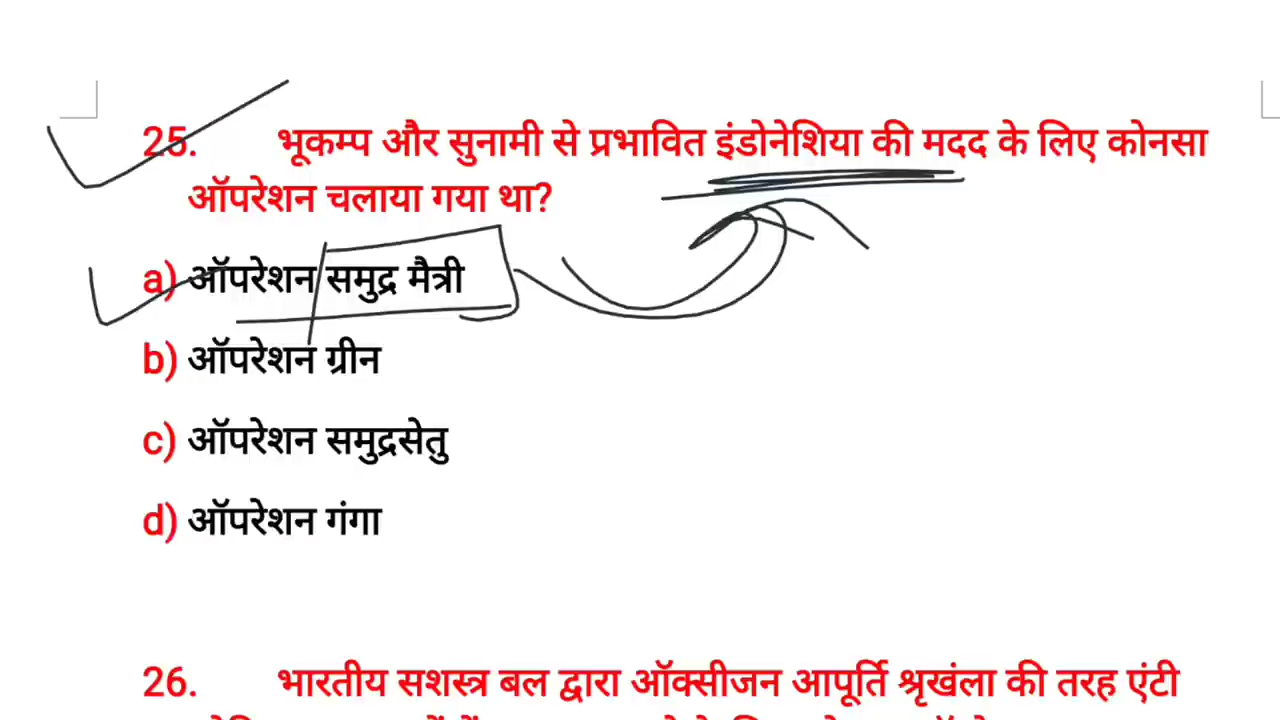 25. भूकम्प और सुनामी से प्रभावित इंडोनेशिया की मदद के लिए कोनसा
ऑपरेशन चलाया गया था?
a) ऑपरेशन समुद्र मैत्री
b) ऑपरेशन ग्रीन
c) ऑपरेशन समुद्रसेतु
d) ऑपरेशन गंगा
26. भारतीय सशस्त्र बल द्वारा ऑक्सीजन आपूर्ति श्रृखंला की तरह एंटी